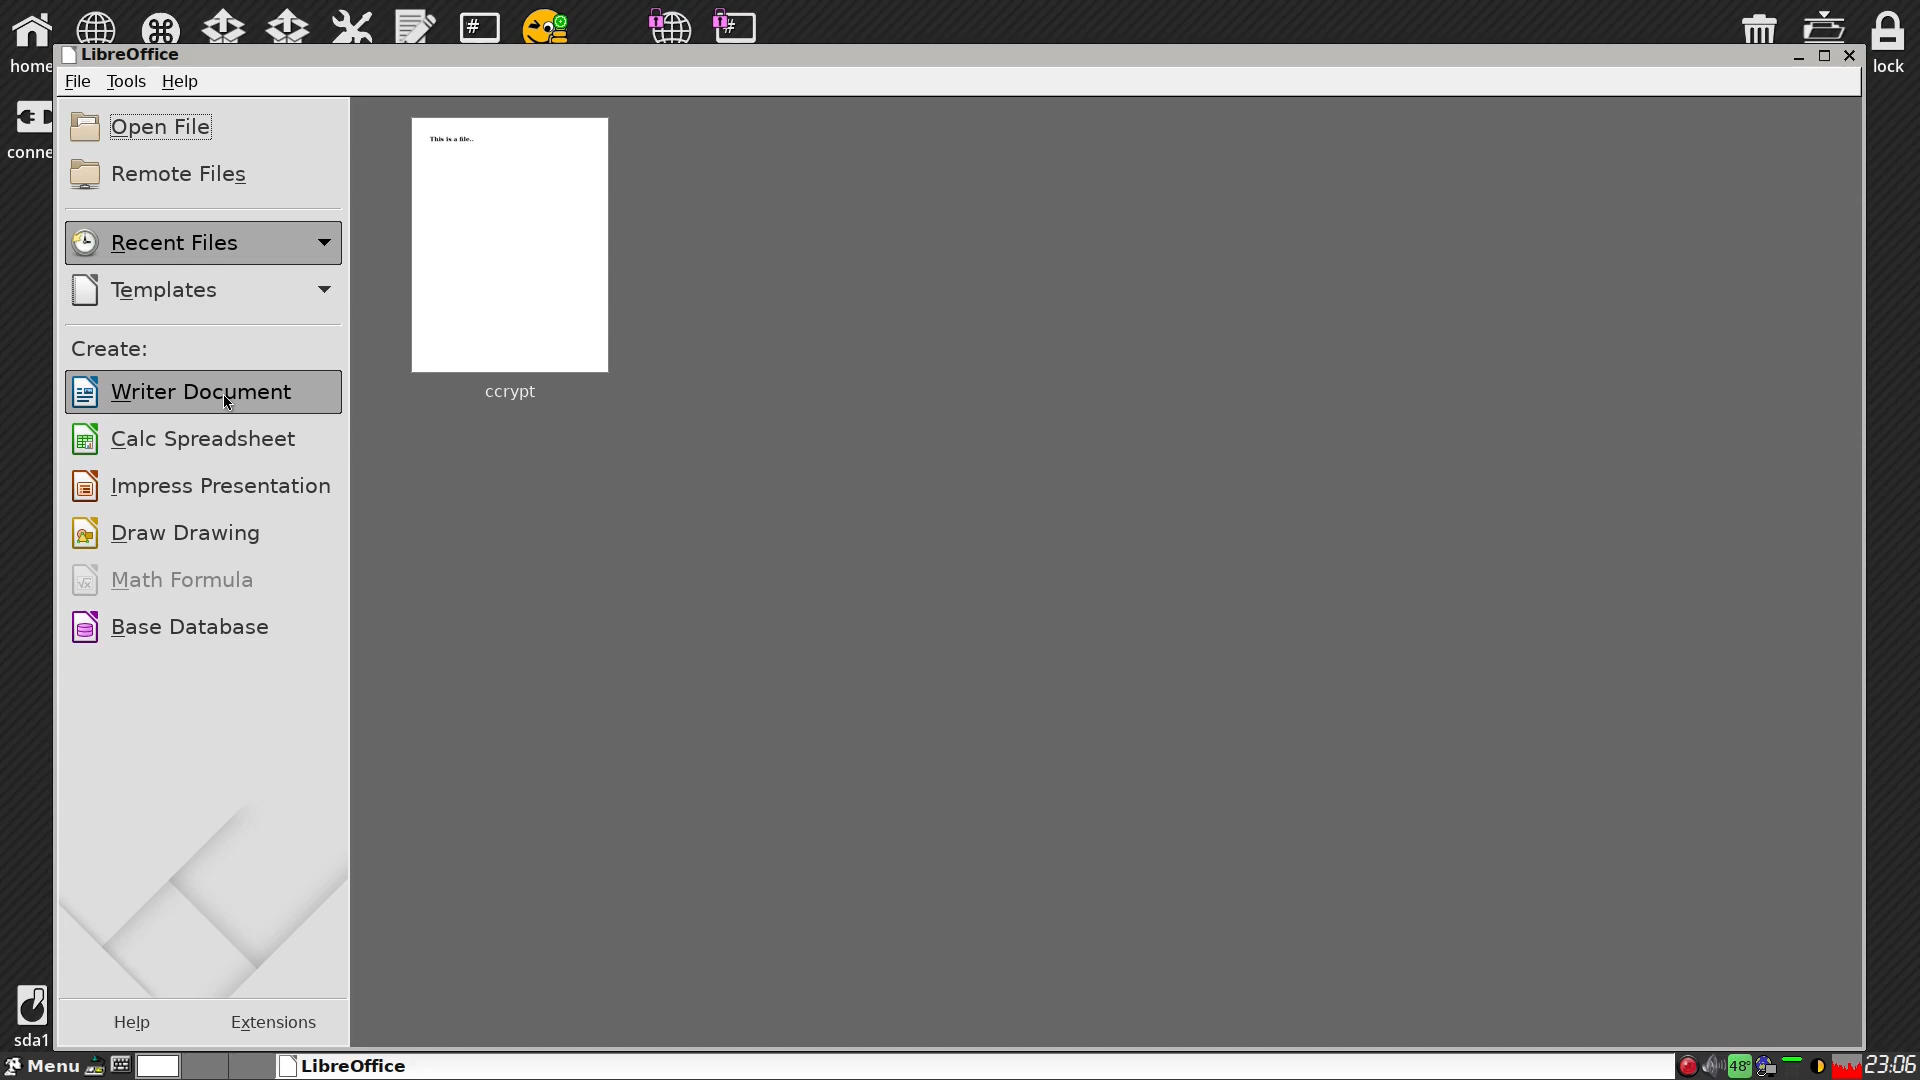 #
#
home
lock
conne
LibreOffice
File Tools Help
Open File
Remote Files
Recent Files
Templates
Create:
Writer Document
Calc Spreadsheet
Impress Presentation
Draw Drawing
Math Formula
Base Database
This is a file..
ccrypt
Help Extensions
sda1
Menu LibreOffice 48° 23:06